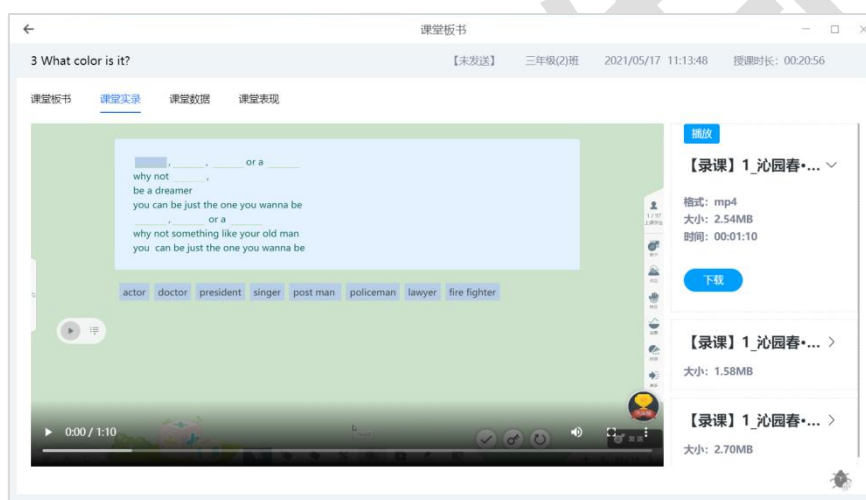 课堂板书
3 What color is it?
【未发送】 三年级(2)班 2021/05/17 11:13:48 授课时长: 00:20:56
课堂板书 课堂实录 课堂数据 课堂表现
, , or a
why not ,
be a dreamer
you can be just the one you wanna be
, or a
why not something like your old man
you can be just the one you wanna be
actor doctor president singer post man policeman lawyer fire fighter
1 / 97
0:00 / 1:10
播放
【录课】1_沁园春•...
格式: mp4
大小: 2.54MB
时间: 00:01:10
下载
【录课】1_沁园春•...
大小: 1.58MB
【录课】1_沁园春•...
大小: 2.70MB